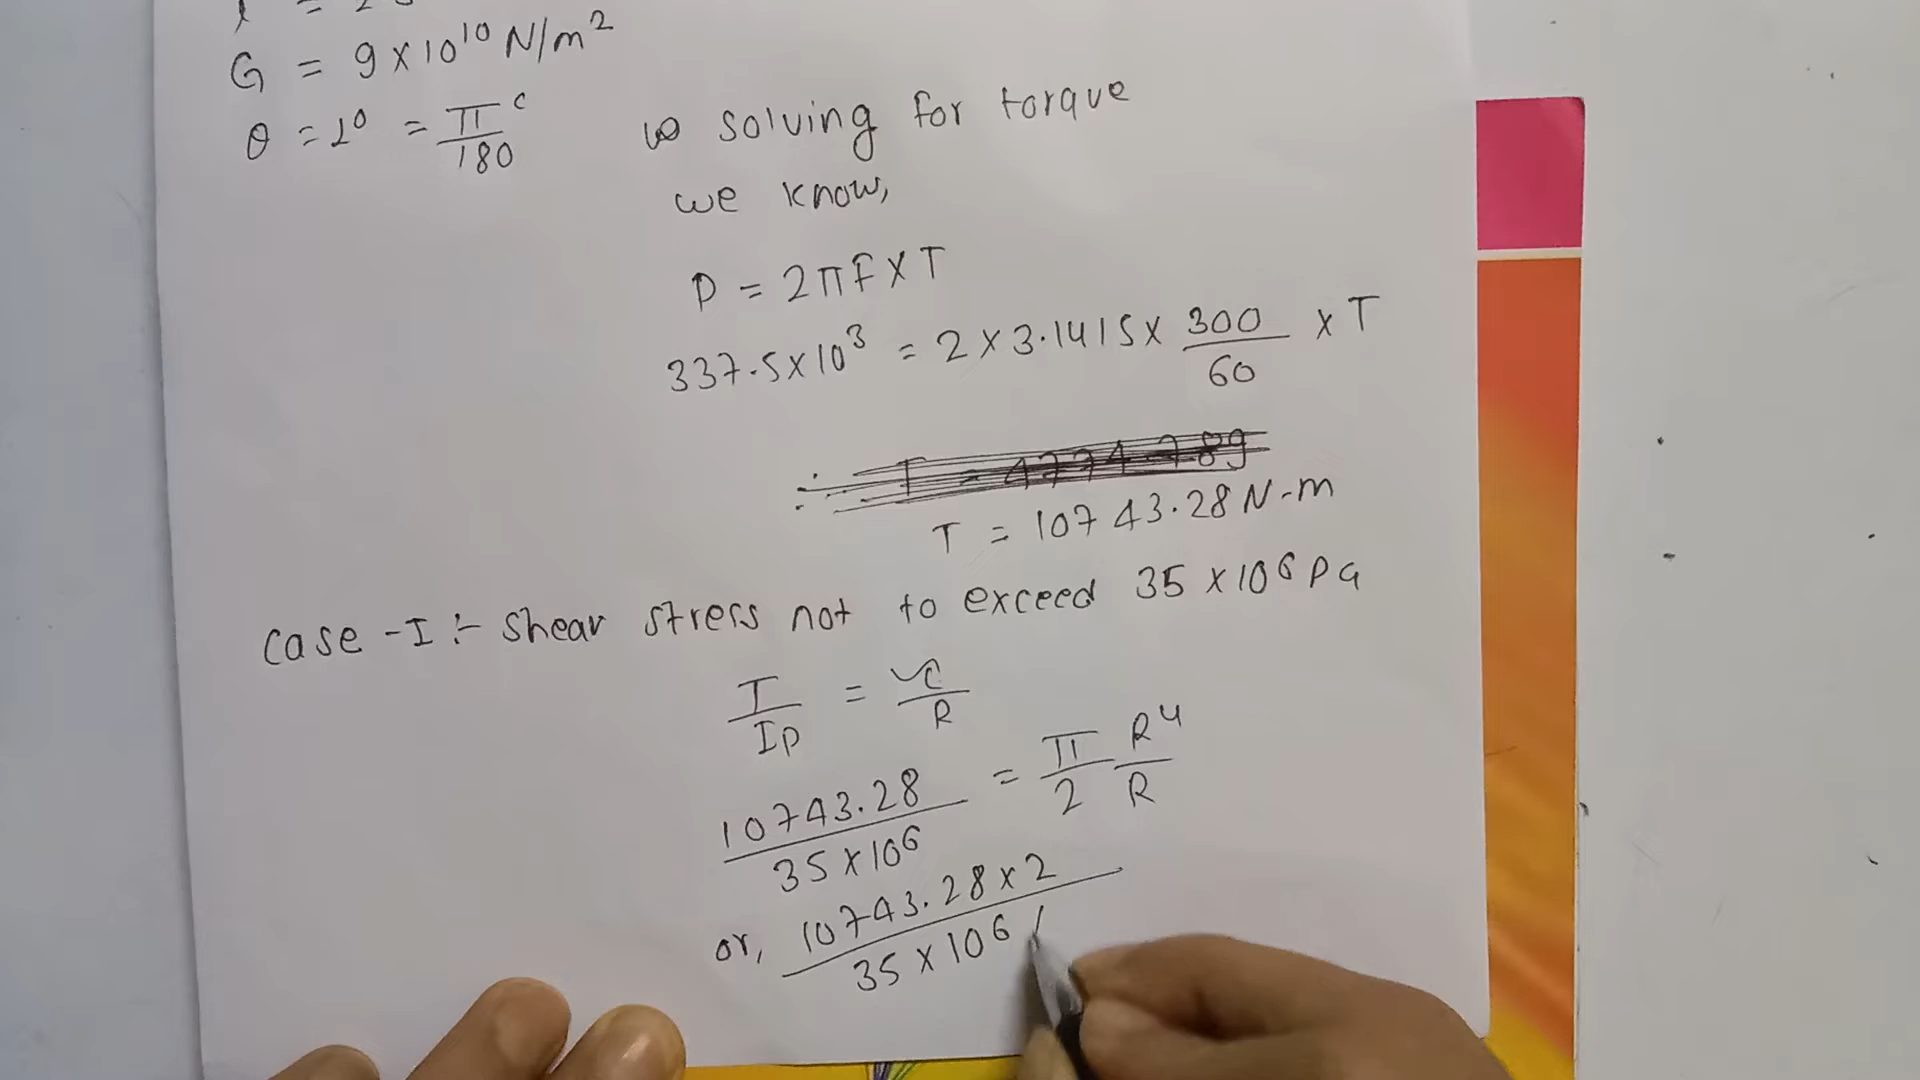 G = 9 x 10^10 N/m^2
θ = 1^0 = π^c/180
solving for torque
we know,
P = 2πF x T
337.5 x 10^3 = 2 x 3.1415 x 300/60 x T
T = 10743.28 N-m
case -I :- shear stress not to exceed 35 x 10^6 Pa
T/Ip = τ/R
10743.28/35 x 10^6 = π/2 R^4/R
or, 10743.28 x 2/35 x 10^6